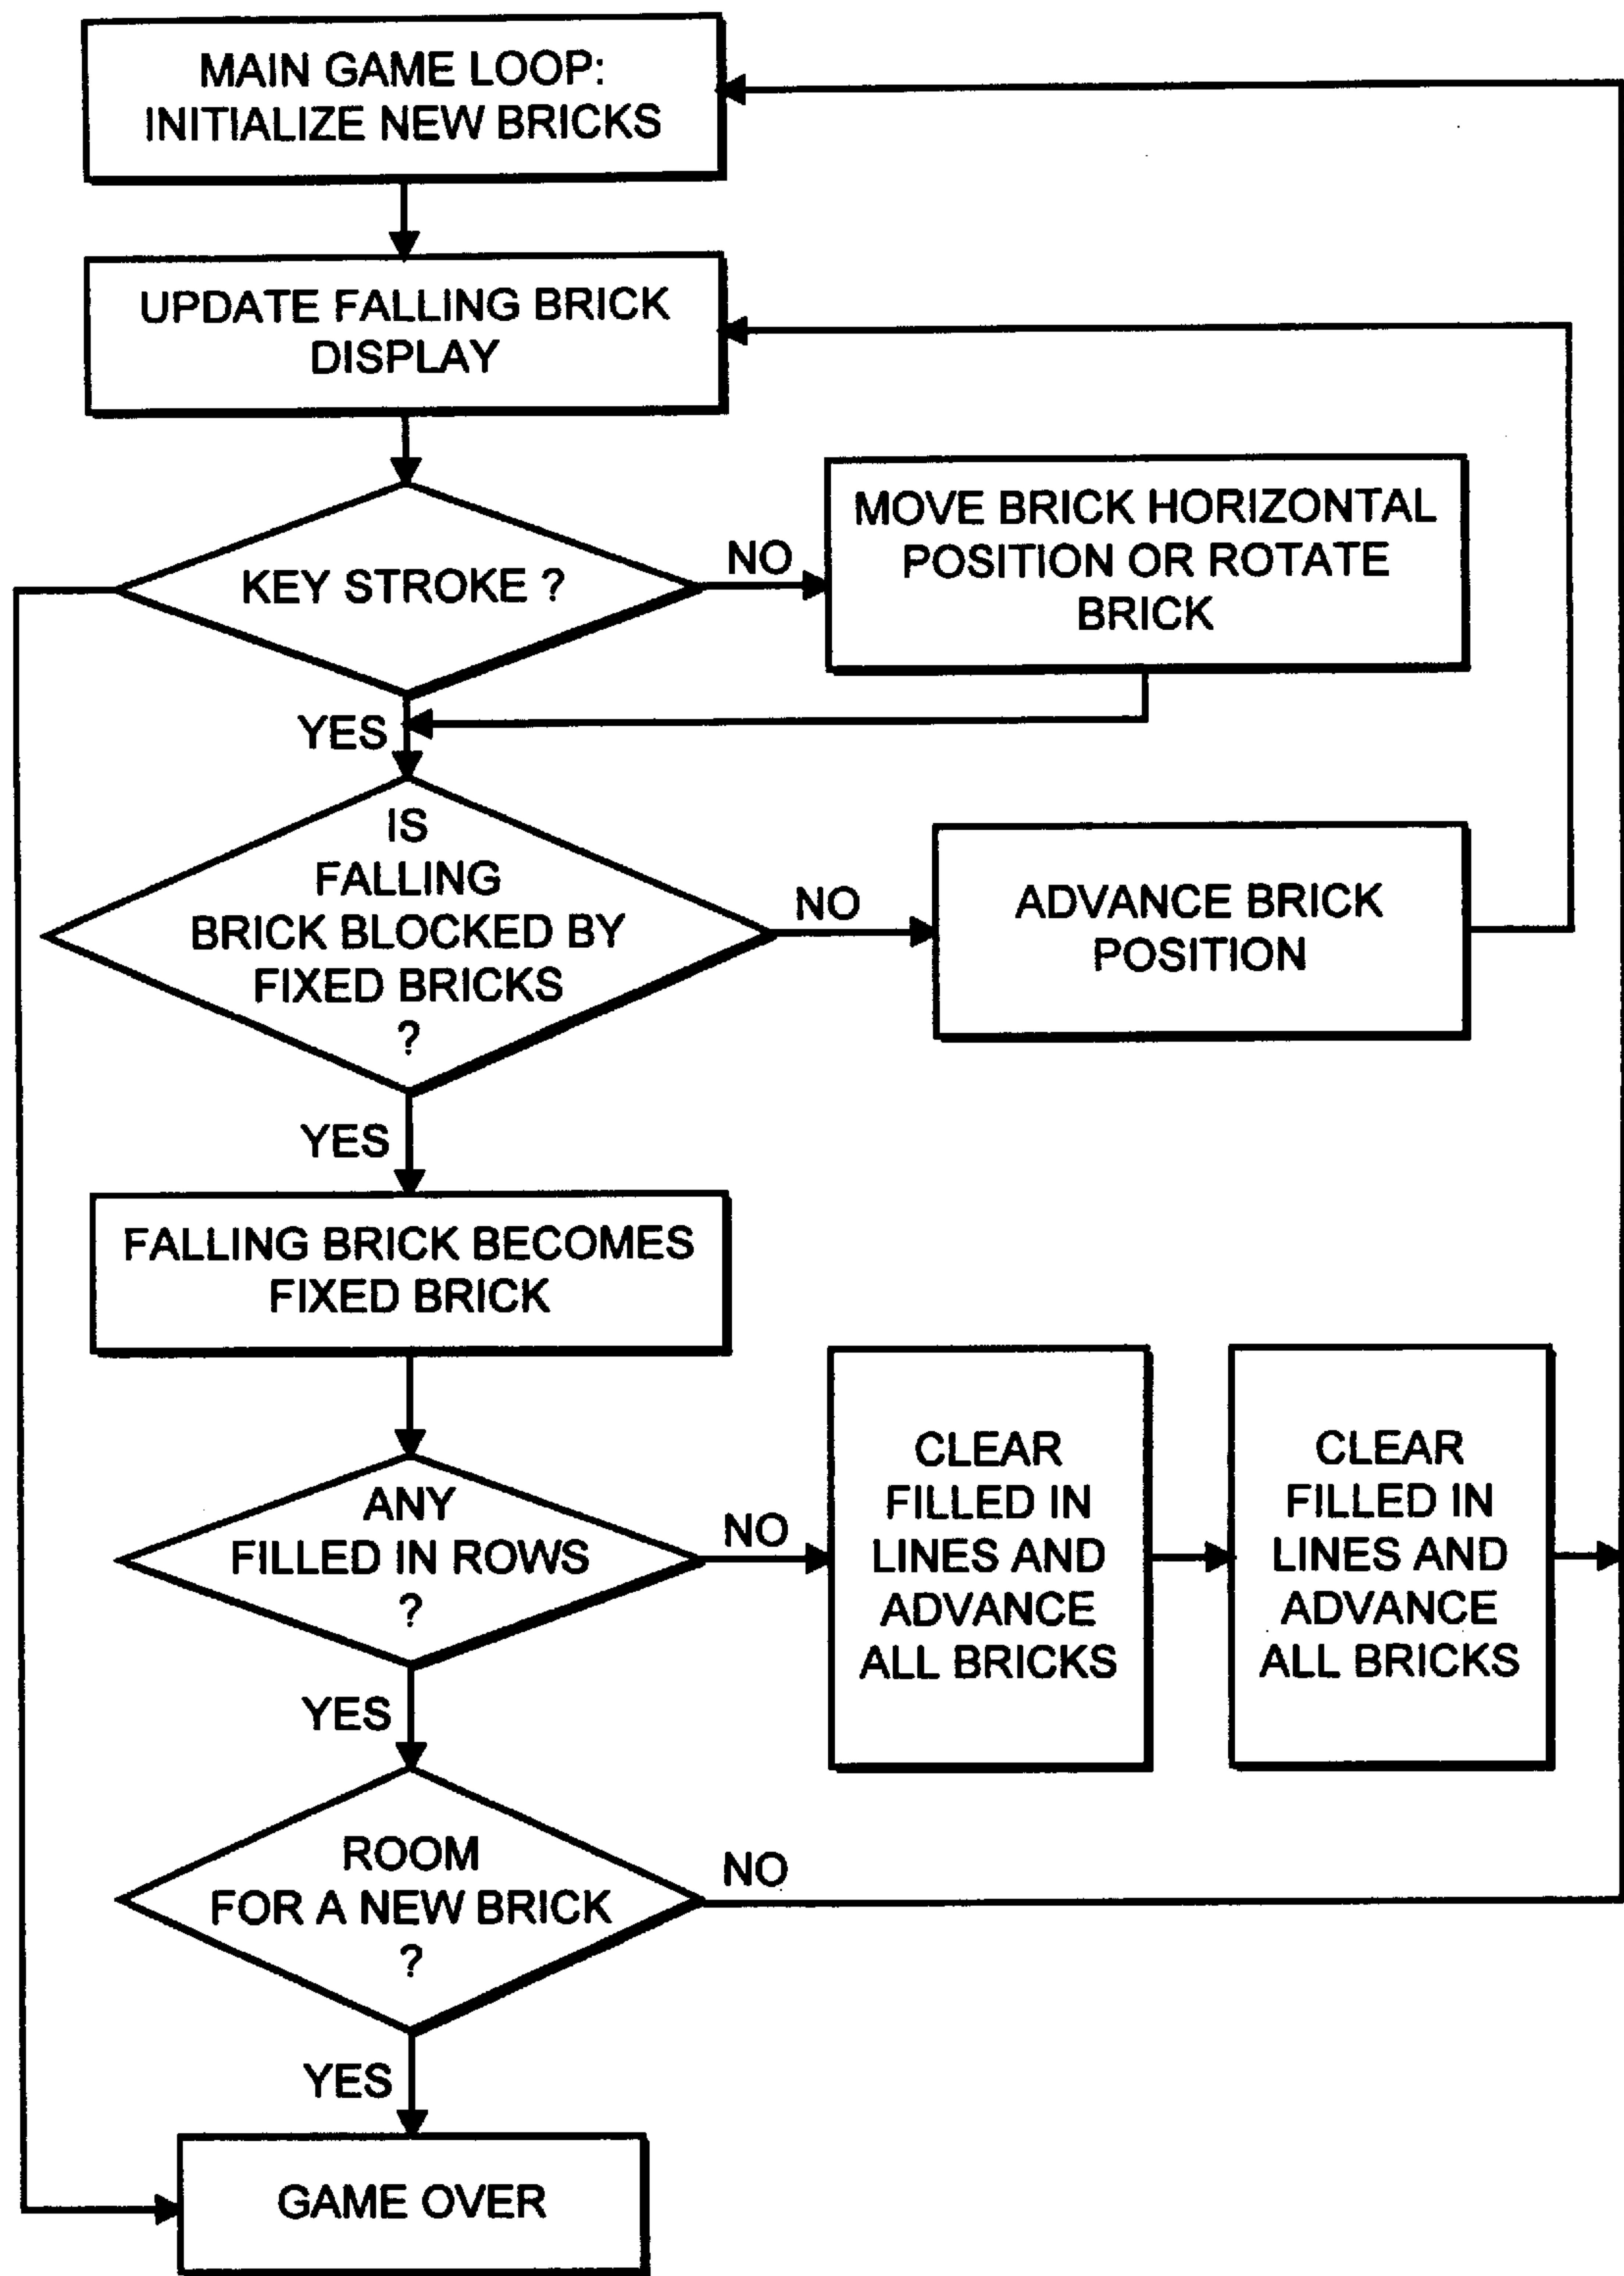 MAIN GAME LOOP:
INITIALIZE NEW BRICKS
UPDATE FALLING BRICK
DISPLAY
KEY STROKE ?
NO
MOVE BRICK HORIZONTAL
POSITION OR ROTATE
BRICK
YES
IS
FALLING
BRICK BLOCKED BY
FIXED BRICKS
?
NO
ADVANCE BRICK
POSITION
YES
FALLING BRICK BECOMES
FIXED BRICK
ANY
FILLED IN ROWS
?
NO
CLEAR
FILLED IN
LINES AND
ADVANCE
ALL BRICKS
CLEAR
FILLED IN
LINES AND
ADVANCE
ALL BRICKS
YES
ROOM
FOR A NEW BRICK
?
NO
YES
GAME OVER